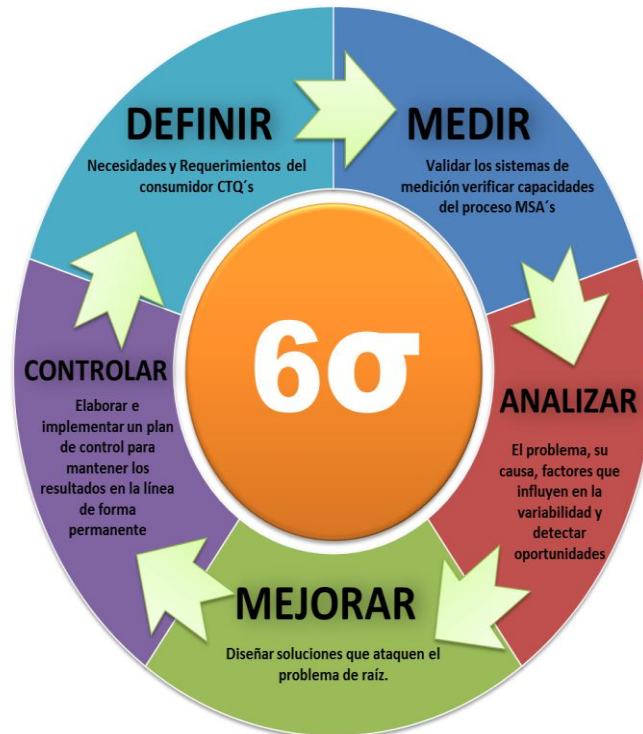 DEFINIR
Necesidades y Requerimientos del
consumidor CTQ´s
MEDIR
Validar los sistemas de
medición verificar capacidades
del proceso MSA´s
ANALIZAR
El problema, su
causa, factores que
influyen en la
variabilidad y
detectar
oportunidades
MEJORAR
Diseñar soluciones que ataquen el
problema de raíz.
CONTROLAR
Elaborar e
implementar un plan
de control para
mantener los
resultados en la línea
de forma
permanente
6σ